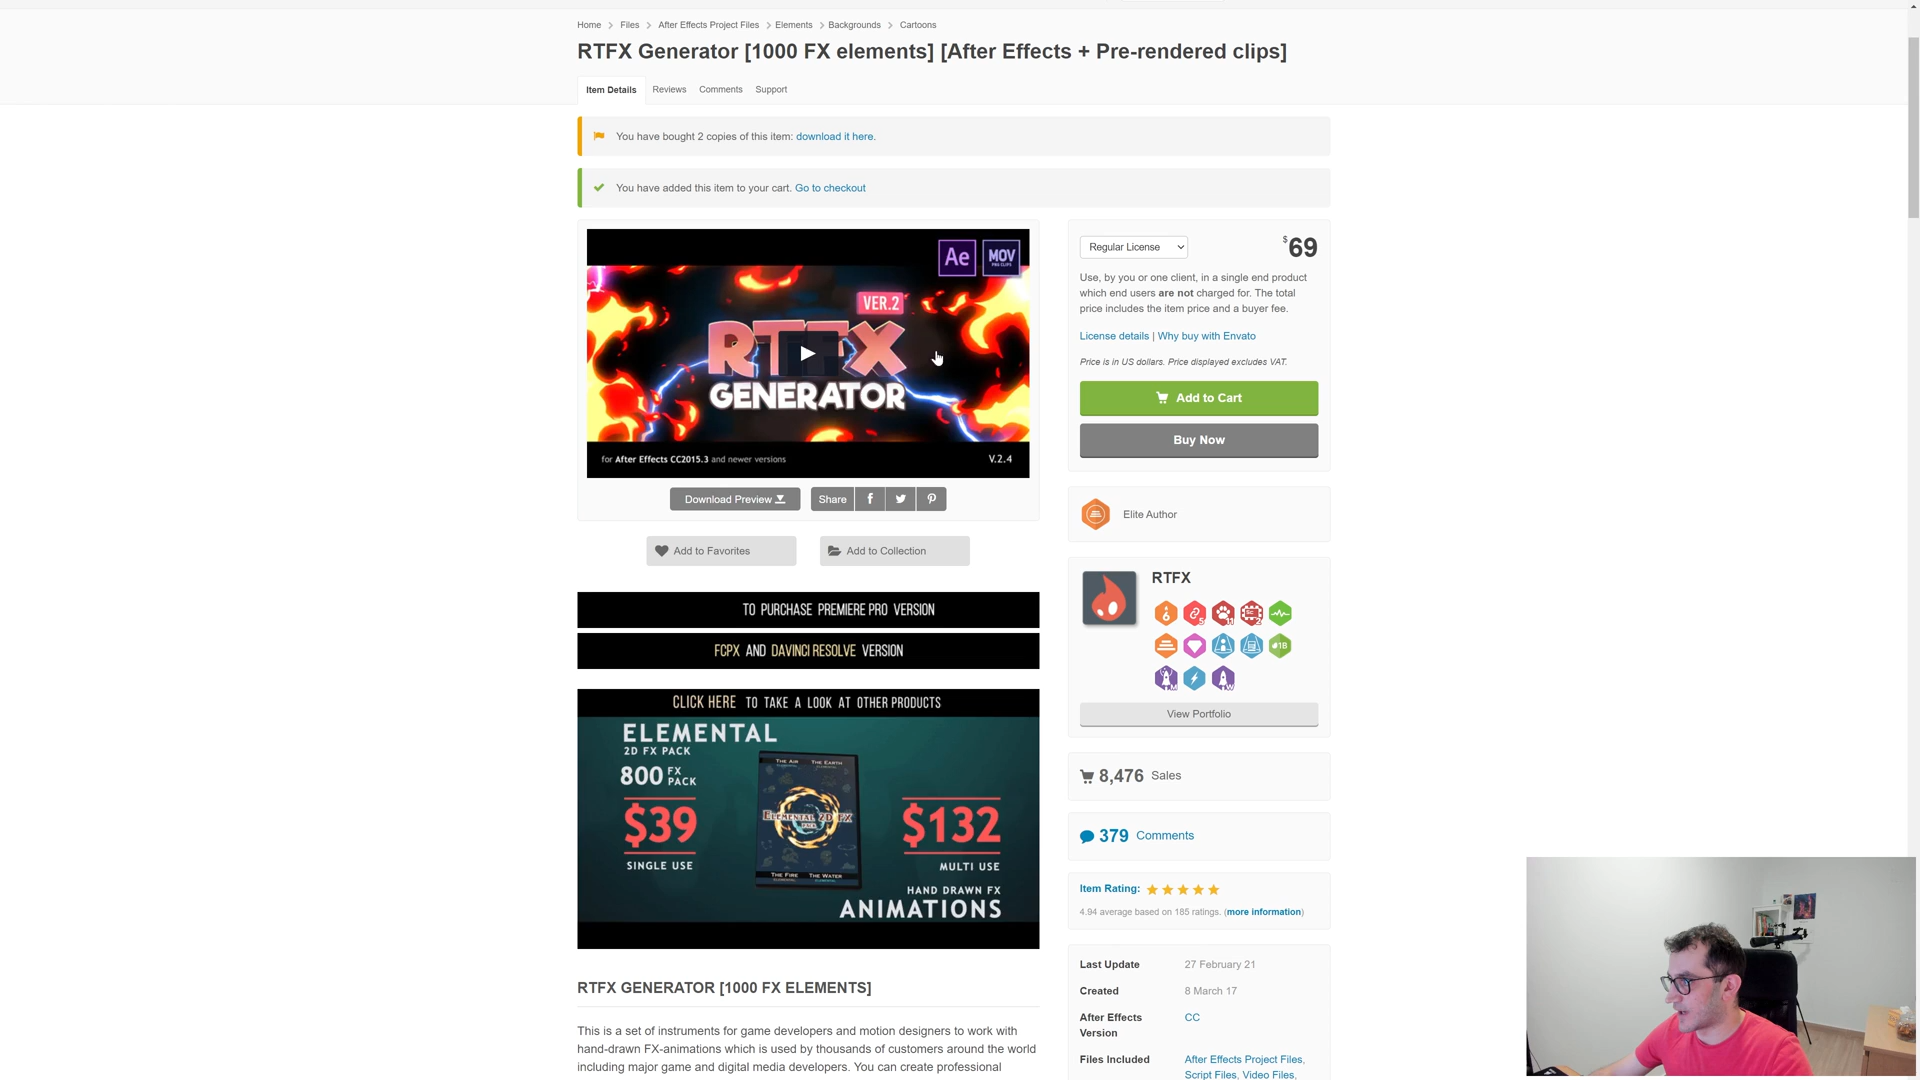 Home > Files > After Effects Project Files > Elements > Backgrounds > Cartoons
RTFX Generator [1000 FX elements] [After Effects + Pre-rendered clips]
Item Details Reviews Comments Support
You have bought 2 copies of this item: download it here.
You have added this item to your cart. Go to checkout
Ae MOV
VER.2
RTFX
GENERATOR
for After Effects CC2015.3 and newer versions V.2.4
Download Preview Share
Add to Favorites Add to Collection
TO PURCHASE PREMIERE PRO VERSION
FCPX AND DAVINCI RESOLVE VERSION
CLICK HERE TO TAKE A LOOK AT OTHER PRODUCTS
ELEMENTAL
2D FX PACK
800 FX PACK
$39
SINGLE USE
THE AIR THE EARTH
ELEMENTAL 2D FX
THE FIRE THE WATER
$132
MULTI USE
HAND DRAWN FX
ANIMATIONS
RTFX GENERATOR [1000 FX ELEMENTS]
This is a set of instruments for game developers and motion designers to work with
hand-drawn FX-animations which is used by thousands of customers around the world
including major game and digital media developers. You can create professional
Regular License $69
Use, by you or one client, in a single end product
which end users are not charged for. The total
price includes the item price and a buyer fee.
License details | Why buy with Envato
Price is in US dollars. Price displayed excludes VAT.
Add to Cart
Buy Now
Elite Author
RTFX
View Portfolio
8,476 Sales
379 Comments
Item Rating:
4.94 average based on 185 ratings. (more information)
Last Update 27 February 21
Created 8 March 17
After Effects Version CC
Files Included After Effects Project Files,
Script Files, Video Files,